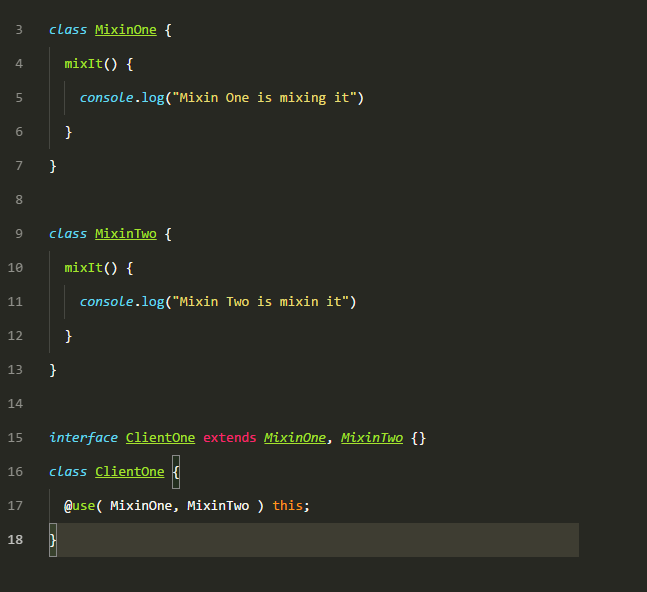 3 class MixinOne {
4 mixIt() {
5 console.log("Mixin One is mixing it")
6 }
7 }
8
9 class MixinTwo {
10 mixIt() {
11 console.log("Mixin Two is mixin it")
12 }
13 }
14
15 interface ClientOne extends MixinOne, MixinTwo {}
16 class ClientOne {
17 @use( MixinOne, MixinTwo ) this;
18 }